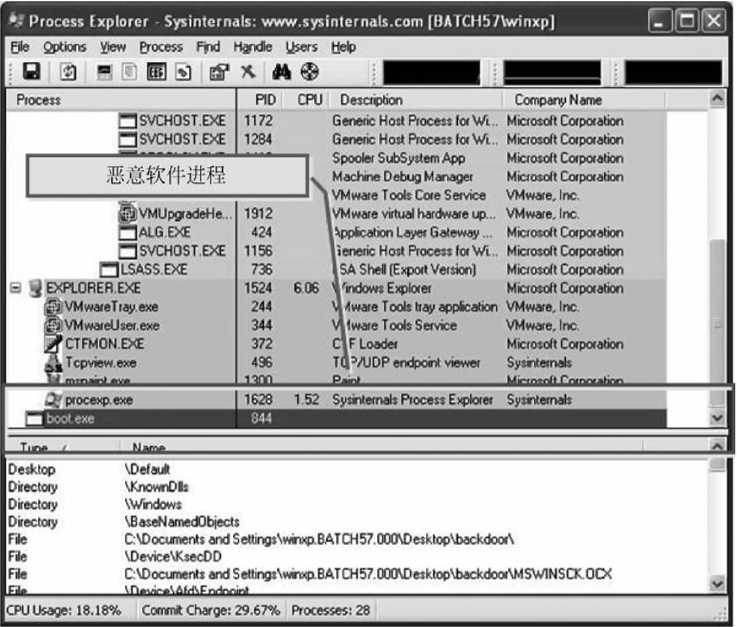 Process Explorer - Sysinternals: www.sysinternals.com [BATCH57\winxp]
File Options View Process Find Handle Users Help
Process PID CPU Description Company Name
SVCHOST.EXE 1172 Generic Host Process for Wi... Microsoft Corporation
SVCHOST.EXE 1284 Generic Host Process for Wi... Microsoft Corporation
Spooler SubSystem App Microsoft Corporation
恶意软件进程
Machine Debug Manager Microsoft Corporation
VMware Tools Core Service VMware, Inc.
VMUpgradeHe... 1912 VMware virtual hardware up... VMware, Inc.
ALG.EXE 424 Application Layer Gateway ... Microsoft Corporation
SVCHOST.EXE 1156 Generic Host Process for Wi... Microsoft Corporation
LSASS.EXE 736 LSA Shell (Export Version) Microsoft Corporation
EXPLORER.EXE 1524 6.06 Windows Explorer Microsoft Corporation
VMwareTray.exe 244 VMware Tools tray application VMware, Inc.
VMwareUser.exe 344 VMware Tools Service VMware, Inc.
CTFMON.EXE 372 CTF Loader Microsoft Corporation
Tcpview.exe 496 TCP/UDP endpoint viewer Sysinternals
mspaint.exe 1300 Paint Microsoft Corporation
procexp.exe 1628 1.52 Sysinternals Process Explorer Sysinternals
boot.exe 844
Type / Name
Desktop \Default
Directory \KnownDlls
Directory \Windows
Directory \BaseNamedObjects
File C:\Documents and Settings\winxp.BATCH57.000\Desktop\backdoor\
File \Device\KsecDD
File C:\Documents and Settings\winxp.BATCH57.000\Desktop\backdoor\MSWINSCK.OCX
File \Device\Afd\Endpoint
CPU Usage: 18.18% Commit Charge: 29.67% Processes: 28